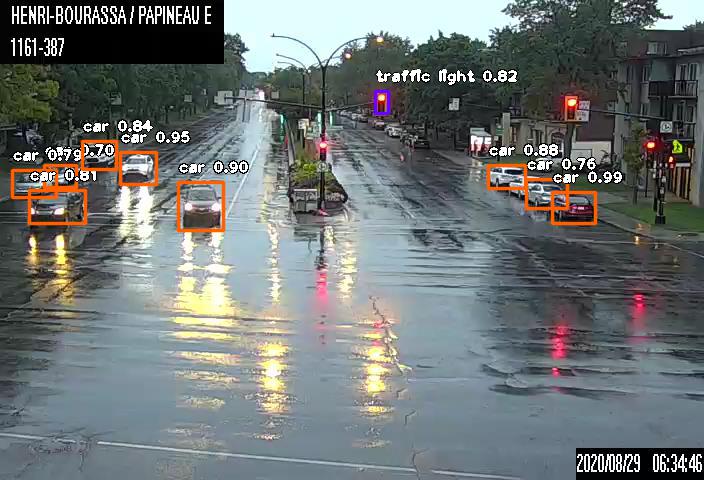 HENRI-BOURASSA / PAPINEAU E
1161-387
traffic light 0.82
car 0.84
car 0.95
car 0.79
0.70
car 0.81
car 0.90
car 0.88
car 0.76
car 0.99
2020/08/29 06:34:46